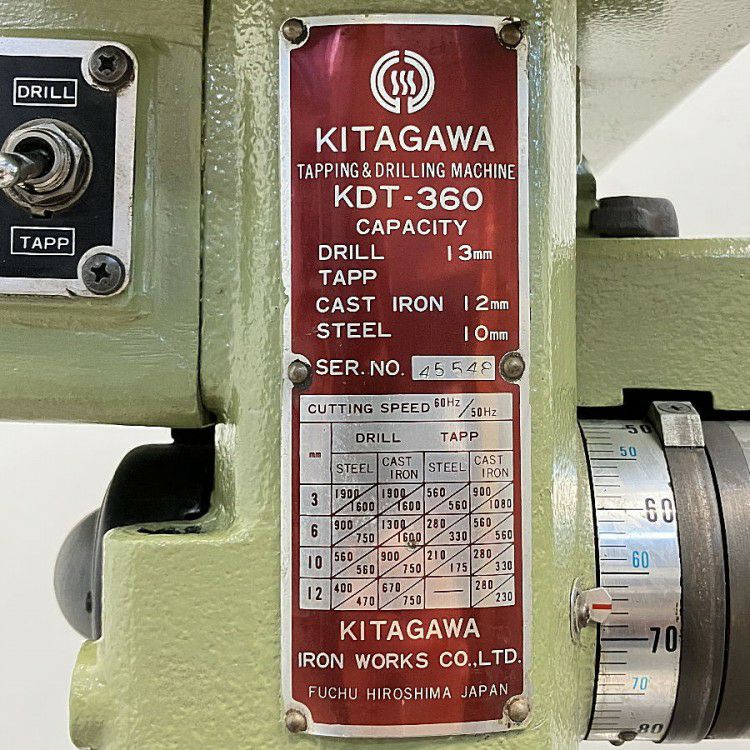 DRILL
TAPP
KITAGAWA
TAPPING & DRILLING MACHINE
KDT-360
CAPACITY
DRILL 13mm
TAPP
CAST IRON 12mm
STEEL 10mm
SER. NO. 45548
CUTTING SPEED 60Hz/50Hz
mm DRILL TAPP
STEEL CAST IRON STEEL CAST IRON
3 1900/1600 1900/1600 560/560 900/1080
6 900/750 1300/1600 280/330 560/560
10 560/560 900/750 210/175 280/330
12 400/470 670/750 — 280/230
KITAGAWA
IRON WORKS CO.,LTD.
FUCHU HIROSHIMA JAPAN
50
50
60
60
70
70
80